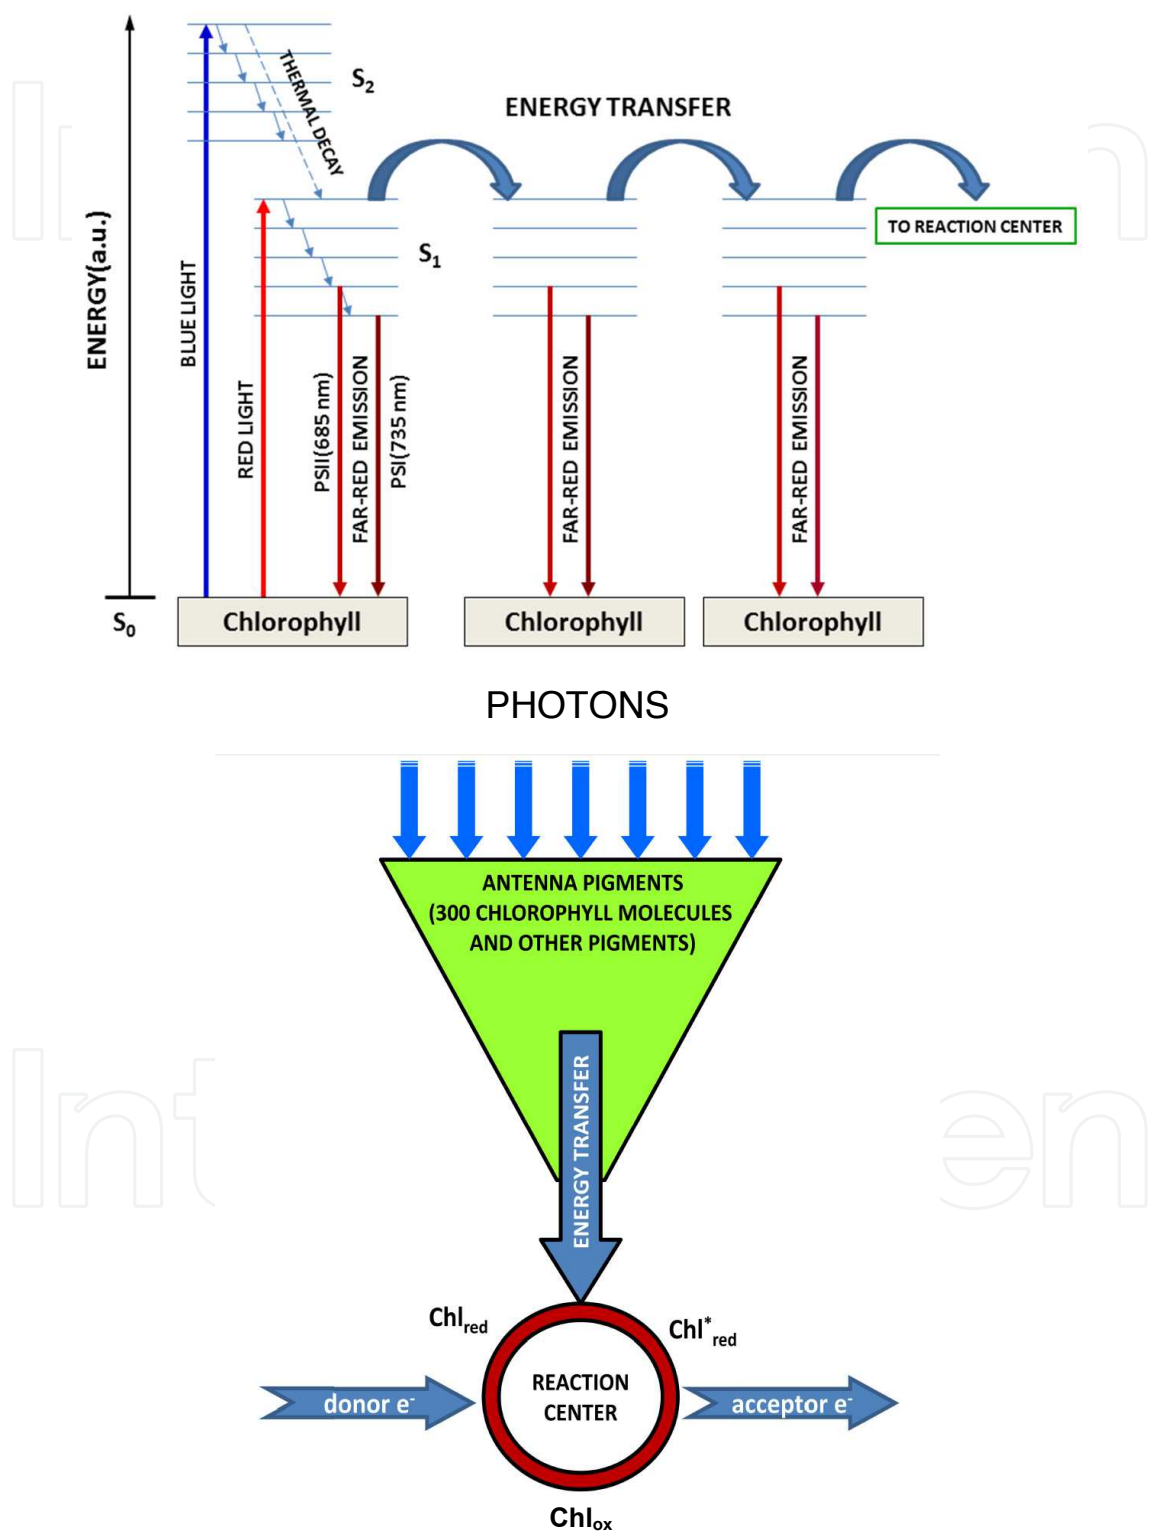 S2
THERMAL DECAY
ENERGY TRANSFER
TO REACTION CENTER
S1
ENERGY(a.u.)
BLUE LIGHT
RED LIGHT
PSII(685 nm)
FAR-RED EMISSION
PSI(735 nm)
FAR-RED EMISSION
FAR-RED EMISSION
S0
Chlorophyll
Chlorophyll
Chlorophyll
PHOTONS
ANTENNA PIGMENTS
(300 CHLOROPHYLL MOLECULES
AND OTHER PIGMENTS)
ENERGY TRANSFER
Chlred
Chl*red
REACTION
CENTER
donor e-
acceptor e-
Chlox